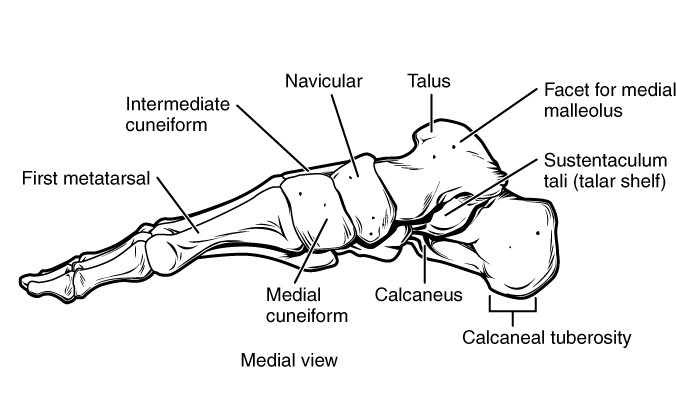 Navicular
Talus
Facet for medial
malleolus
Intermediate
cuneiform
Sustentaculum
tali (talar shelf)
First metatarsal
Medial
cuneiform
Calcaneus
Calcaneal tuberosity
Medial view